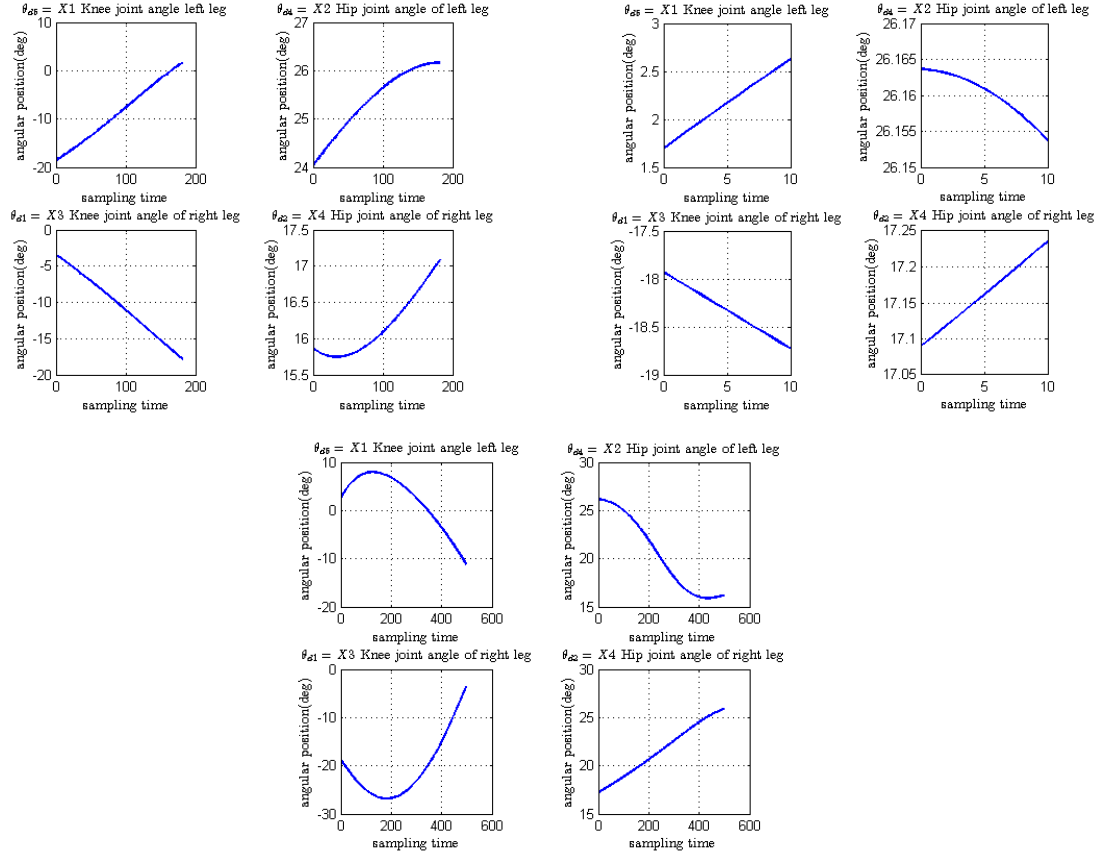 θd5 = X1 Knee joint angle left leg
10
0
-10
-20
angular position(deg)
0 100 200
sampling time
θd4 = X2 Hip joint angle of left leg
27
26
25
24
angular position(deg)
0 100 200
sampling time
θd5 = X1 Knee joint angle left leg
3
2.5
2
1.5
angular position(deg)
0 5 10
sampling time
θd4 = X2 Hip joint angle of left leg
26.17
26.165
26.16
26.155
26.15
angular position(deg)
0 5 10
sampling time
θd1 = X3 Knee joint angle of right leg
0
-5
-10
-15
-20
angular position(deg)
0 100 200
sampling time
θd2 = X4 Hip joint angle of right leg
17.5
17
16.5
16
15.5
angular position(deg)
0 100 200
sampling time
θd1 = X3 Knee joint angle of right leg
-17.5
-18
-18.5
-19
angular position(deg)
0 5 10
sampling time
θd2 = X4 Hip joint angle of right leg
17.25
17.2
17.15
17.1
17.05
angular position(deg)
0 5 10
sampling time
θd5 = X1 Knee joint angle left leg
10
0
-10
-20
angular position(deg)
0 200 400 600
sampling time
θd4 = X2 Hip joint angle of left leg
30
25
20
15
angular position(deg)
0 200 400 600
sampling time
θd1 = X3 Knee joint angle of right leg
0
-10
-20
-30
angular position(deg)
0 200 400 600
sampling time
θd2 = X4 Hip joint angle of right leg
30
25
20
15
angular position(deg)
0 200 400 600
sampling time